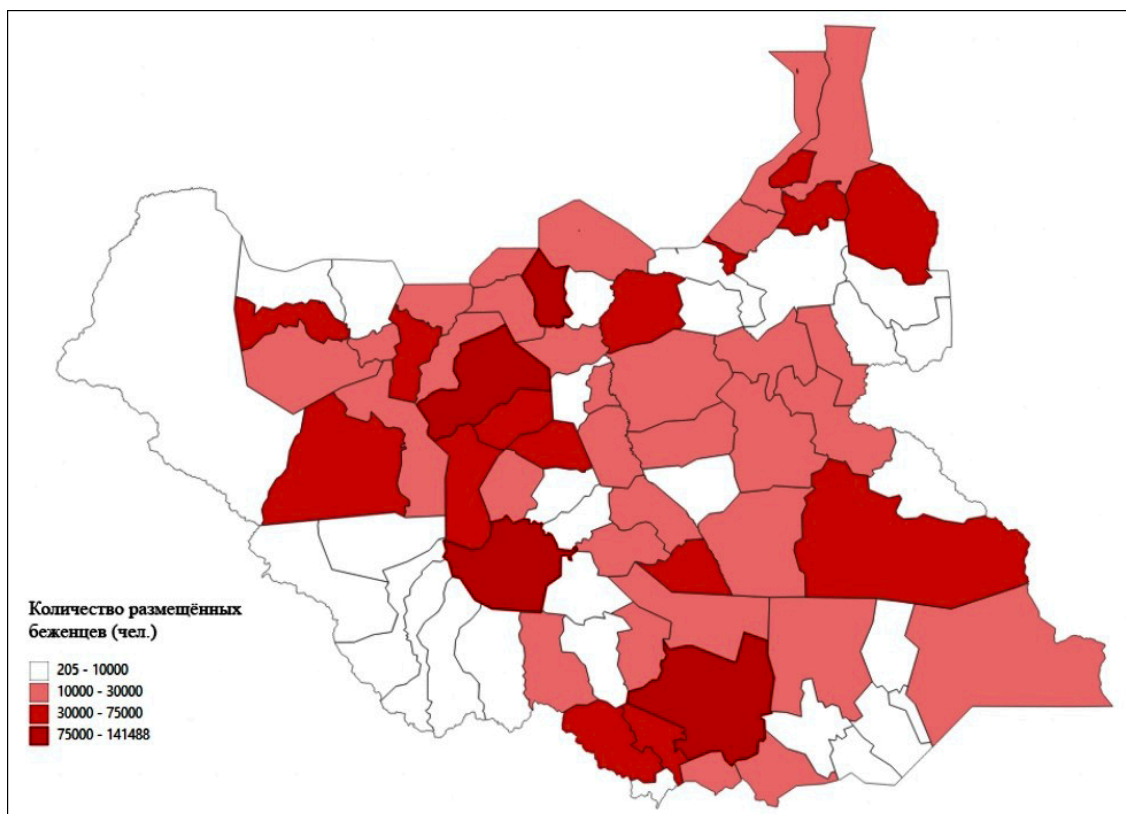 Количество размещённых
беженцев (чел.)
205 - 10000
10000 - 30000
30000 - 75000
75000 - 141488